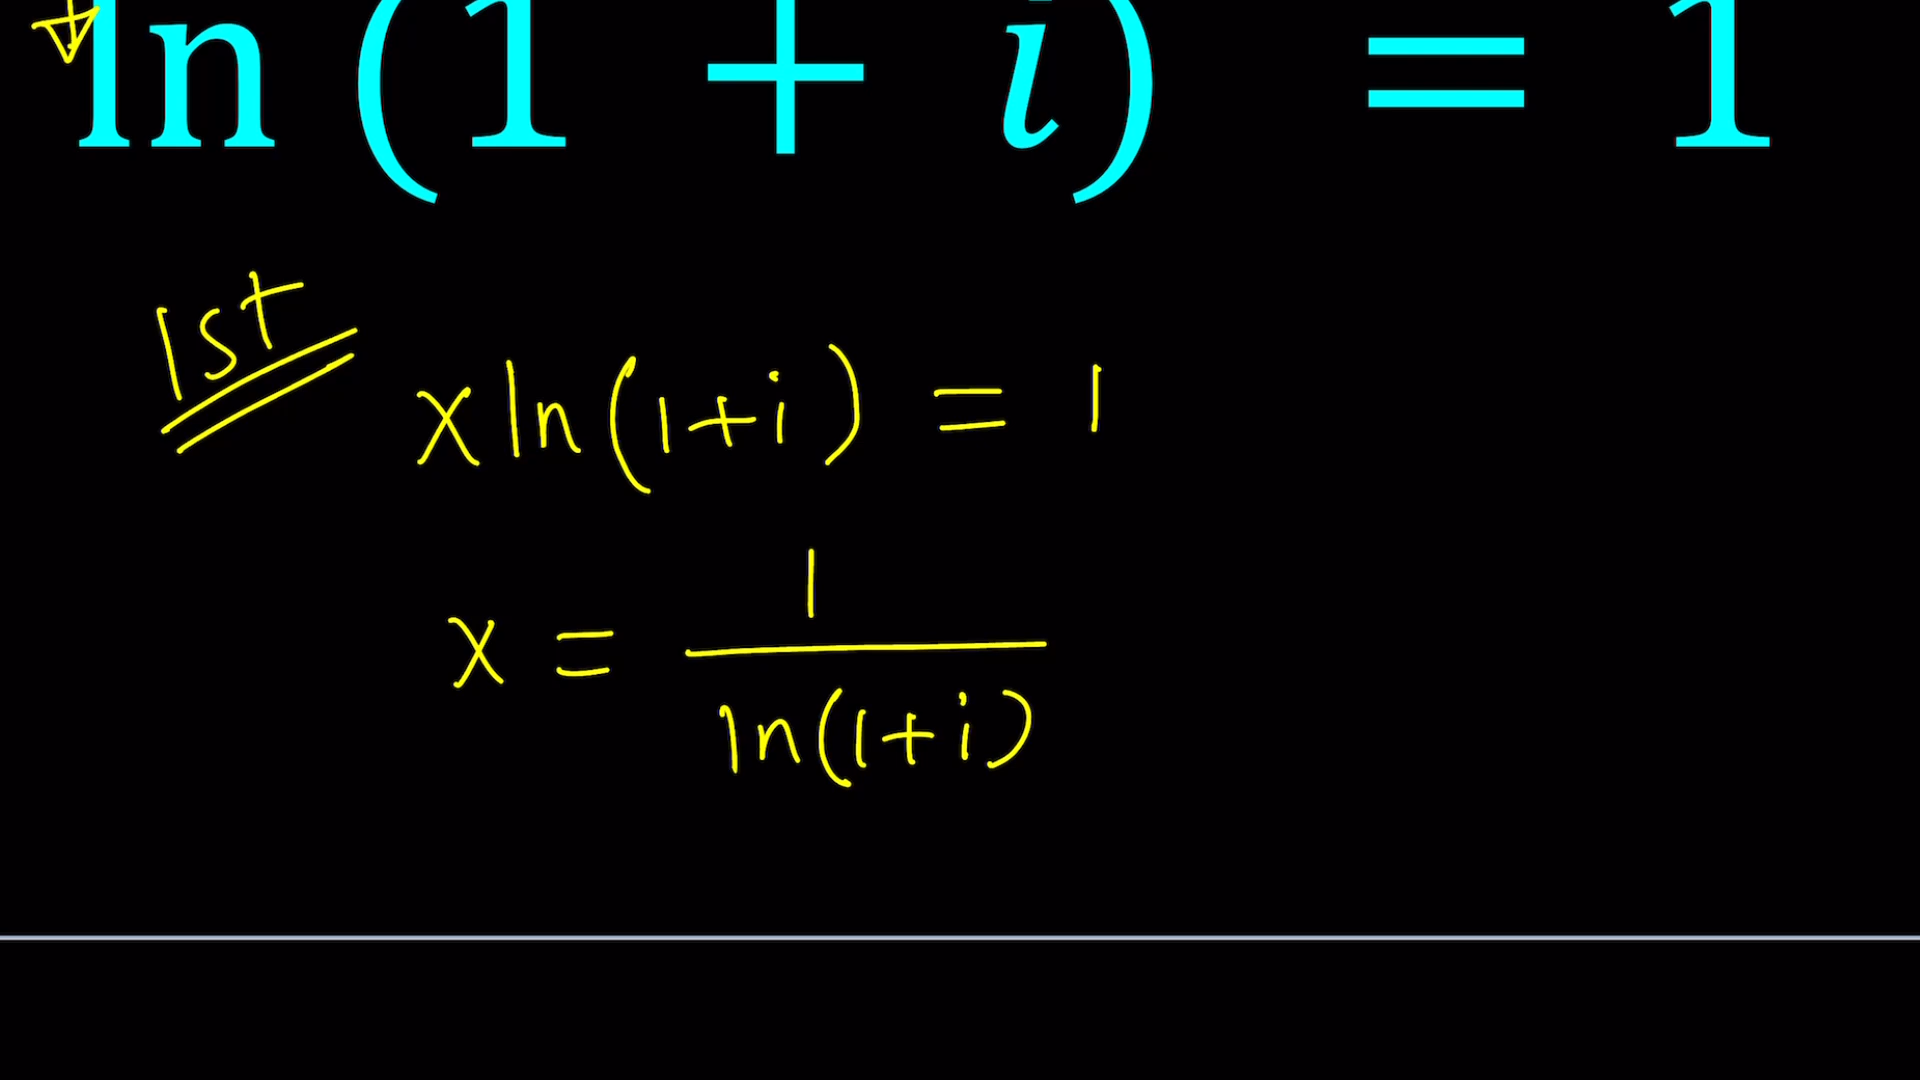 ln (1 + i) = 1
1st
x ln(1+i) = 1
x = 1 / ln(1+i)